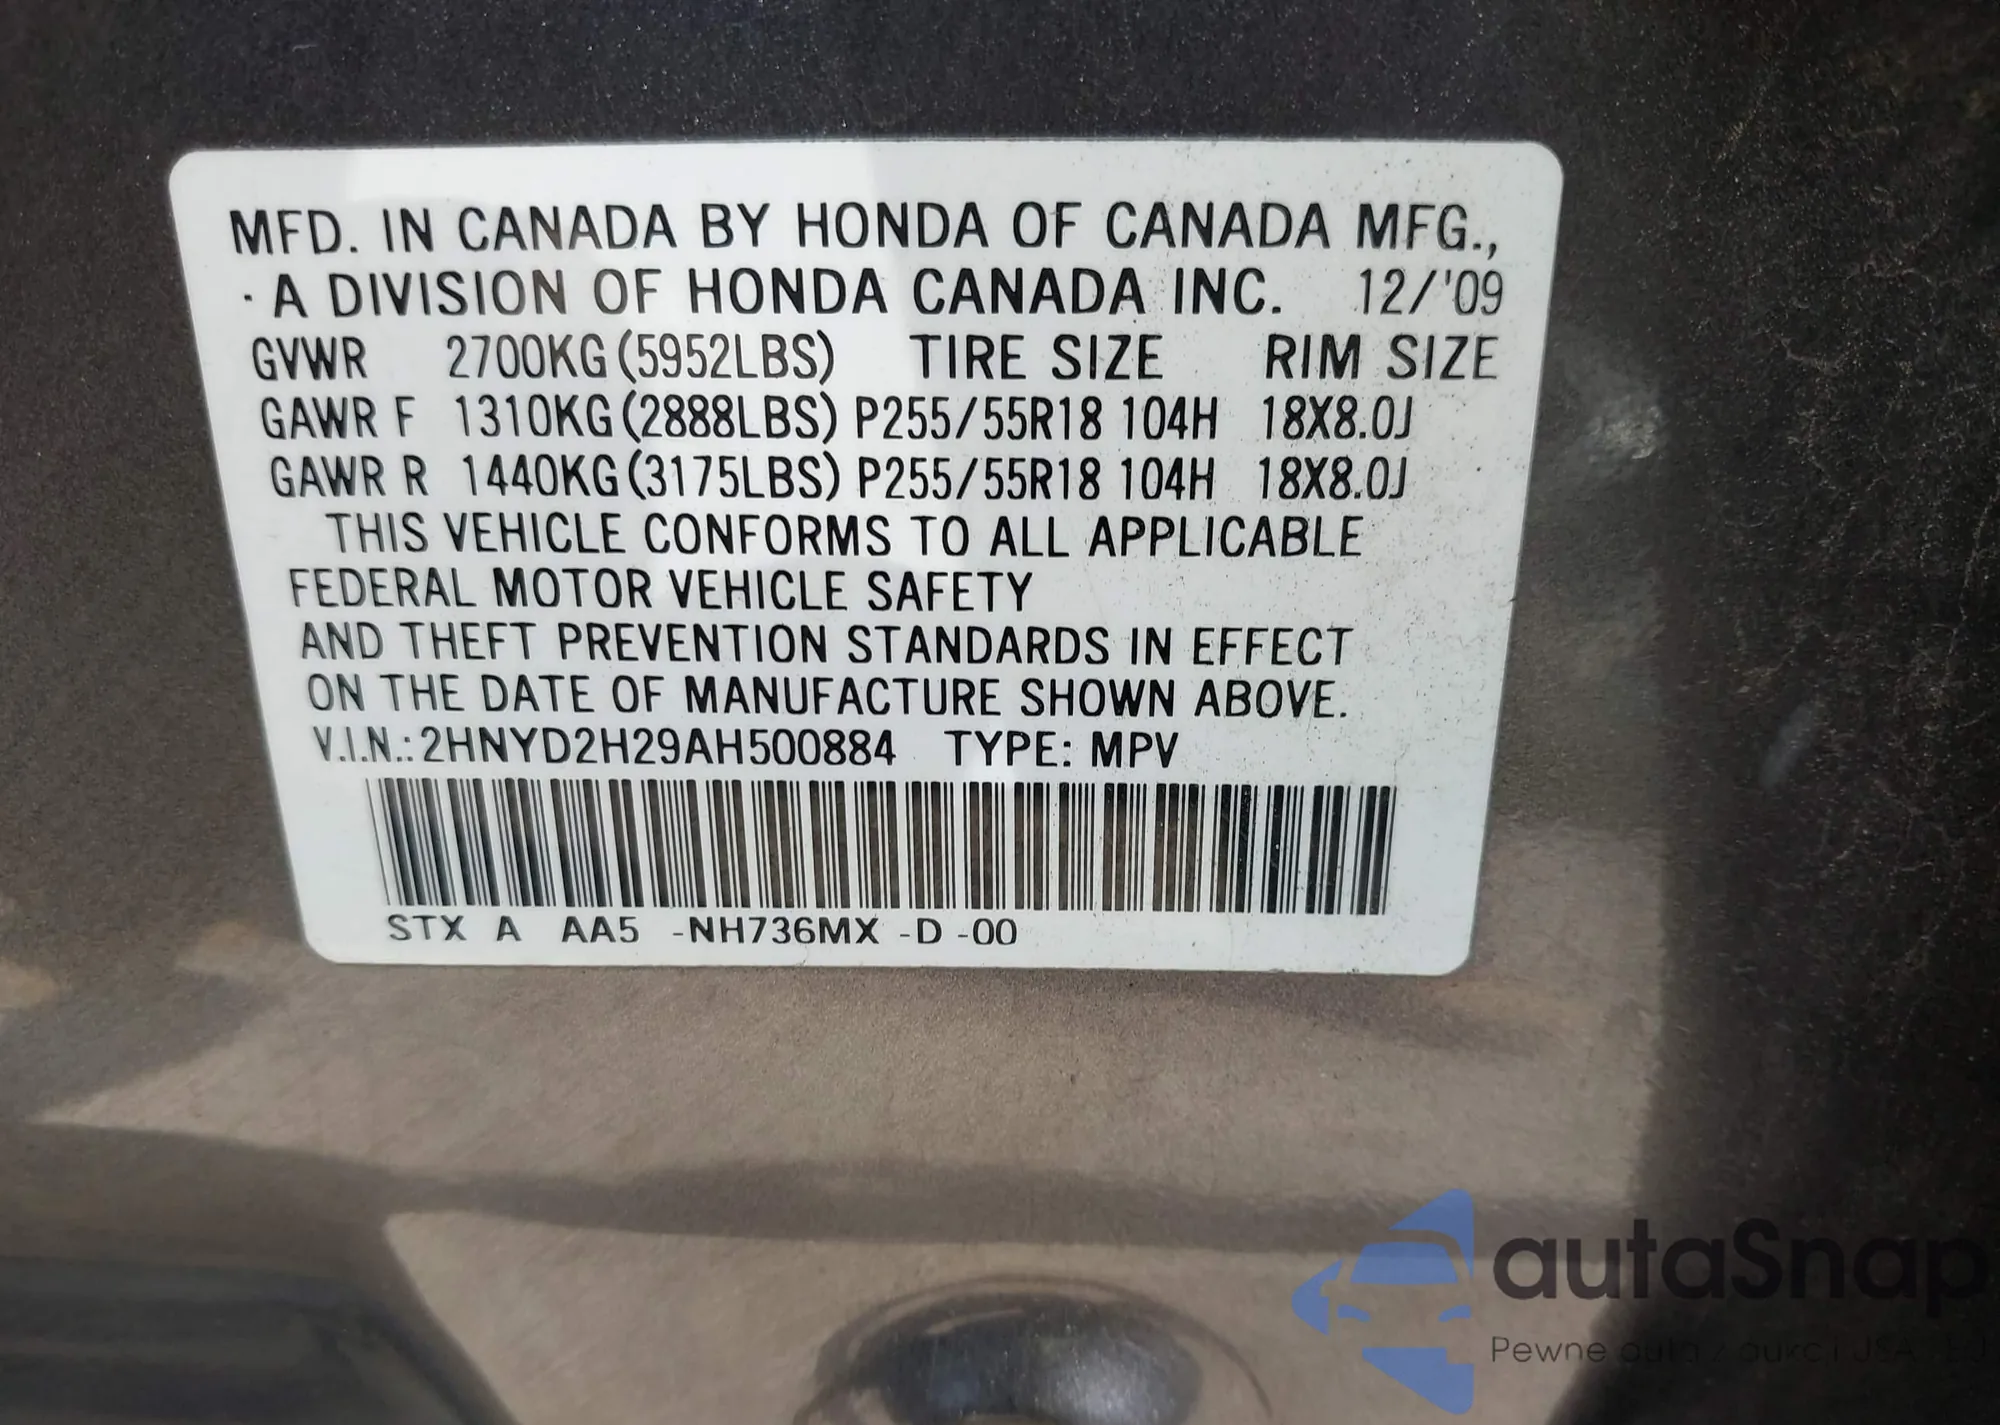 MFD. IN CANADA BY HONDA OF CANADA MFG.,
A DIVISION OF HONDA CANADA INC. 12/'09
GVWR 2700KG(5952LBS) TIRE SIZE RIM SIZE
GAWR F 1310KG(2888LBS) P255/55R18 104H 18X8.0J
GAWR R 1440KG(3175LBS) P255/55R18 104H 18X8.0J
THIS VEHICLE CONFORMS TO ALL APPLICABLE
FEDERAL MOTOR VEHICLE SAFETY
AND THEFT PREVENTION STANDARDS IN EFFECT
ON THE DATE OF MANUFACTURE SHOWN ABOVE.
V.I.N.: 2HNYD2H29AH500884 TYPE: MPV
STX A AA5 -NH736MX -D -00
autaSnap
Pewne auta z aukcji